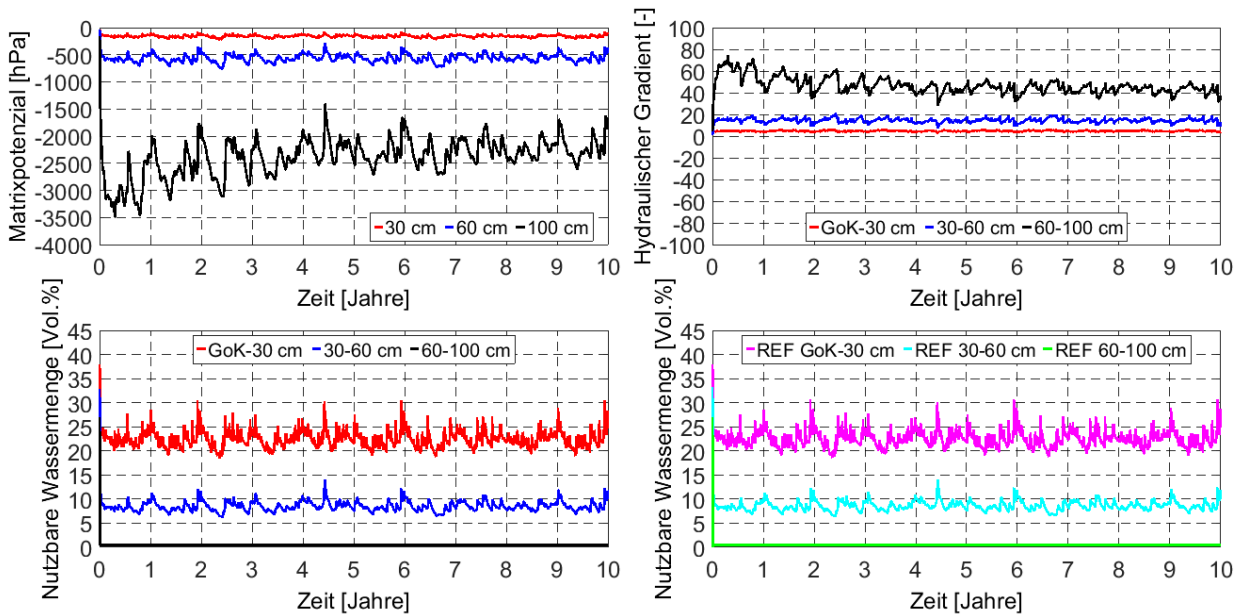 Matrixpotenzial [hPa]
0
-500
-1000
-1500
-2000
-2500
-3000
-3500
-4000
30 cm 60 cm 100 cm
0 1 2 3 4 5 6 7 8 9 10
Zeit [Jahre]
Hydraulischer Gradient [-]
100
80
60
40
20
0
-20
-40
-60
-80
-100
GoK-30 cm 30-60 cm 60-100 cm
0 1 2 3 4 5 6 7 8 9 10
Zeit [Jahre]
Nutzbare Wassermenge [Vol.%]
45
40
35
30
25
20
15
10
5
0
GoK-30 cm 30-60 cm 60-100 cm
0 1 2 3 4 5 6 7 8 9 10
Zeit [Jahre]
Nutzbare Wassermenge [Vol.%]
45
40
35
30
25
20
15
10
5
0
REF GoK-30 cm REF 30-60 cm REF 60-100 cm
0 1 2 3 4 5 6 7 8 9 10
Zeit [Jahre]